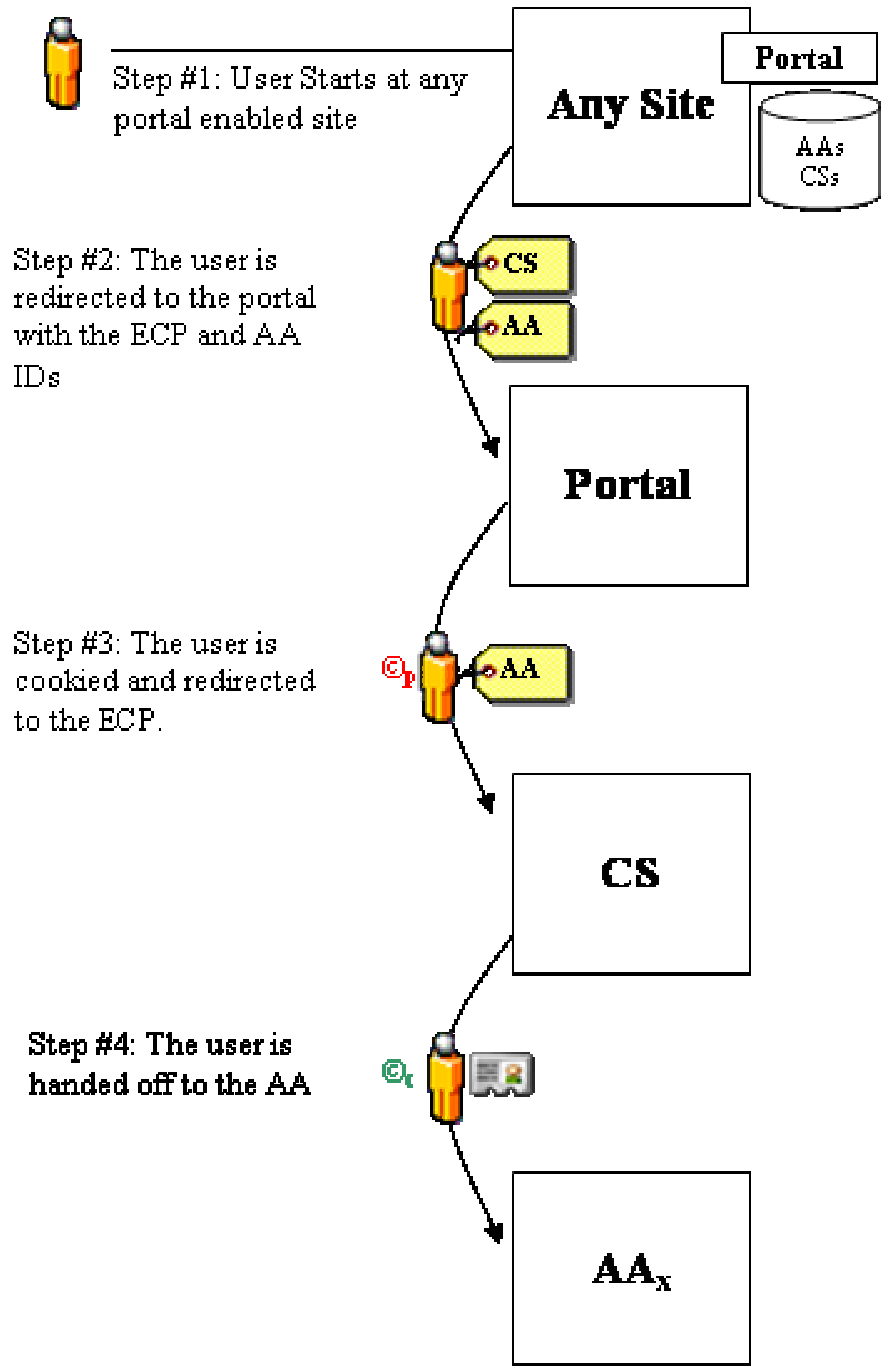 Step #1: User Starts at any
portal enabled site
Any Site
Portal
AAs
CSs
Step #2: The user is
redirected to the portal
with the ECP and AA
IDs
CS
AA
Portal
Step #3: The user is
cookied and redirected
to the ECP.
©p
AA
CS
Step #4: The user is
handed off to the AA
AAx